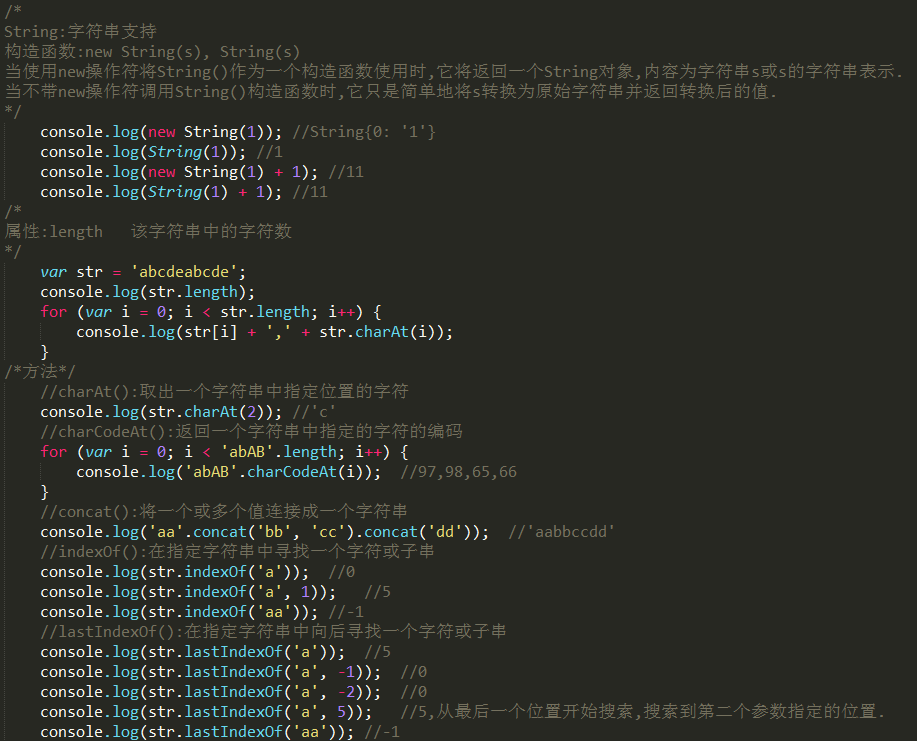 /*
String:字符串支持
构造函数:new String(s), String(s)
当使用new操作符将String()作为一个构造函数使用时,它将返回一个String对象,内容为字符串s或s的字符串表示.
当不带new操作符调用String()构造函数时,它只是简单地将s转换为原始字符串并返回转换后的值.
*/
    console.log(new String(1)); //String{0: '1'}
    console.log(String(1)); //1
    console.log(new String(1) + 1); //11
    console.log(String(1) + 1); //11
/*
属性:length   该字符串中的字符数
*/
    var str = 'abcdeabcde';
    console.log(str.length);
    for (var i = 0; i < str.length; i++) {
        console.log(str[i] + ',' + str.charAt(i));
    }
/*方法*/
    //charAt():取出一个字符串中指定位置的字符
    console.log(str.charAt(2)); //'c'
    //charCodeAt():返回一个字符串中指定的字符的编码
    for (var i = 0; i < 'abAB'.length; i++) {
        console.log('abAB'.charCodeAt(i));  //97,98,65,66
    }
    //concat():将一个或多个值连接成一个字符串
    console.log('aa'.concat('bb', 'cc').concat('dd'));  //'aabbccdd'
    //indexOf():在指定字符串中寻找一个字符或子串
    console.log(str.indexOf('a'));  //0
    console.log(str.indexOf('a', 1));   //5
    console.log(str.indexOf('aa')); //-1
    //lastIndexOf():在指定字符串中向后寻找一个字符或子串
    console.log(str.lastIndexOf('a'));  //5
    console.log(str.lastIndexOf('a', -1));  //0
    console.log(str.lastIndexOf('a', -2));  //0
    console.log(str.lastIndexOf('a', 5));   //5,从最后一个位置开始搜索,搜索到第二个参数指定的位置.
    console.log(str.lastIndexOf('aa')); //-1